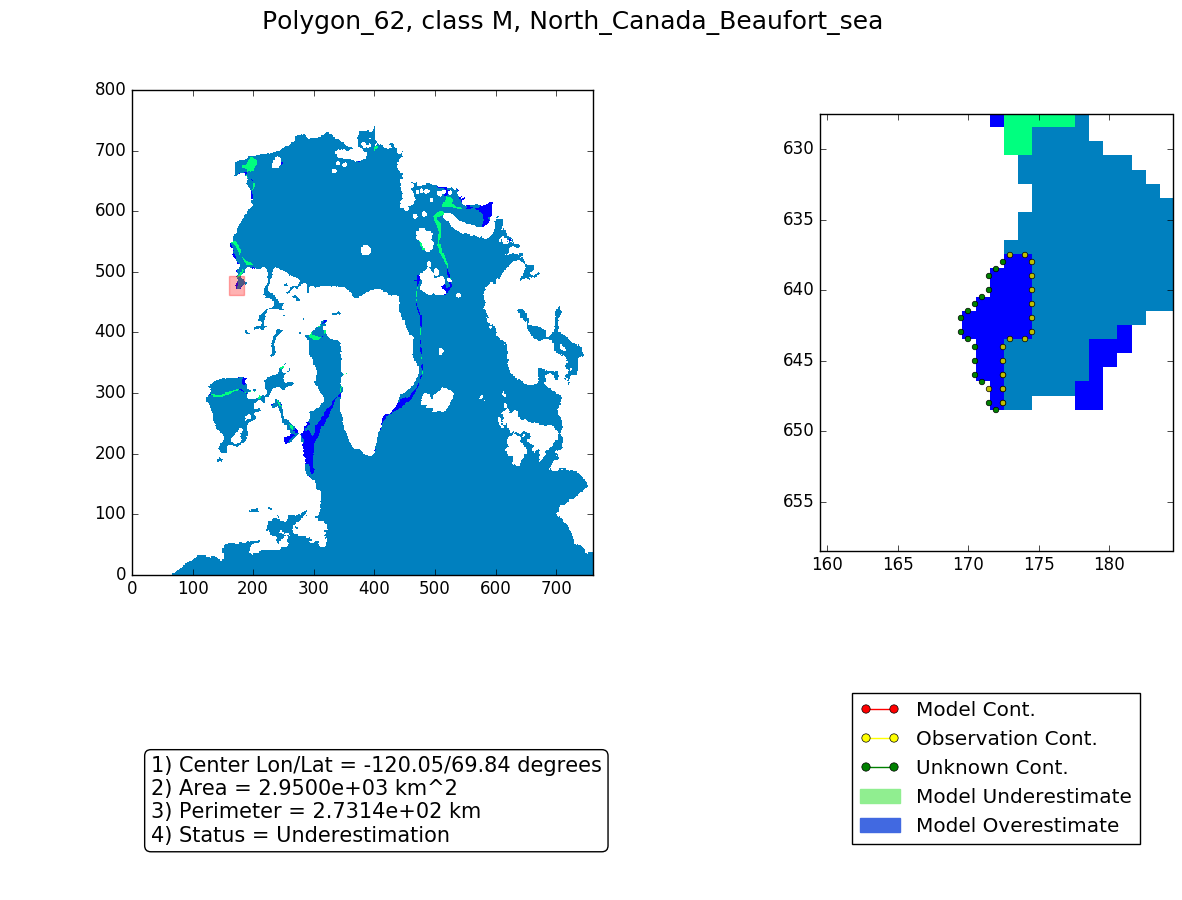 Polygon_62, class M, North_Canada_Beaufort_sea
800
700
600
500
400
300
200
100
0
0 100 200 300 400 500 600 700
630
635
640
645
650
655
160 165 170 175 180
1) Center Lon/Lat = -120.05/69.84 degrees
2) Area = 2.9500e+03 km^2
3) Perimeter = 2.7314e+02 km
4) Status = Underestimation
Model Cont.
Observation Cont.
Unknown Cont.
Model Underestimate
Model Overestimate